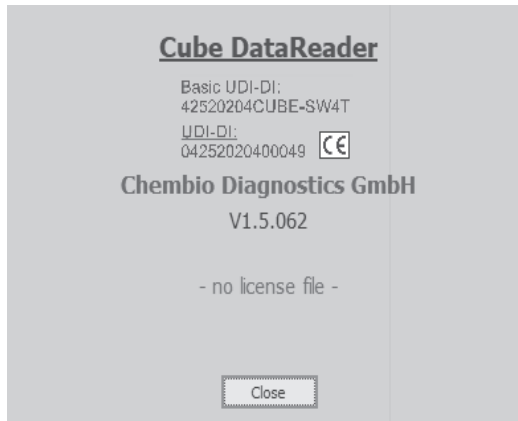 Cube DataReader
Basic UDI-DI:
42520204CUBE-SW4T
UDI-DI:
04252020400049 CE
Chembio Diagnostics GmbH
V1.5.062
- no license file -
Close